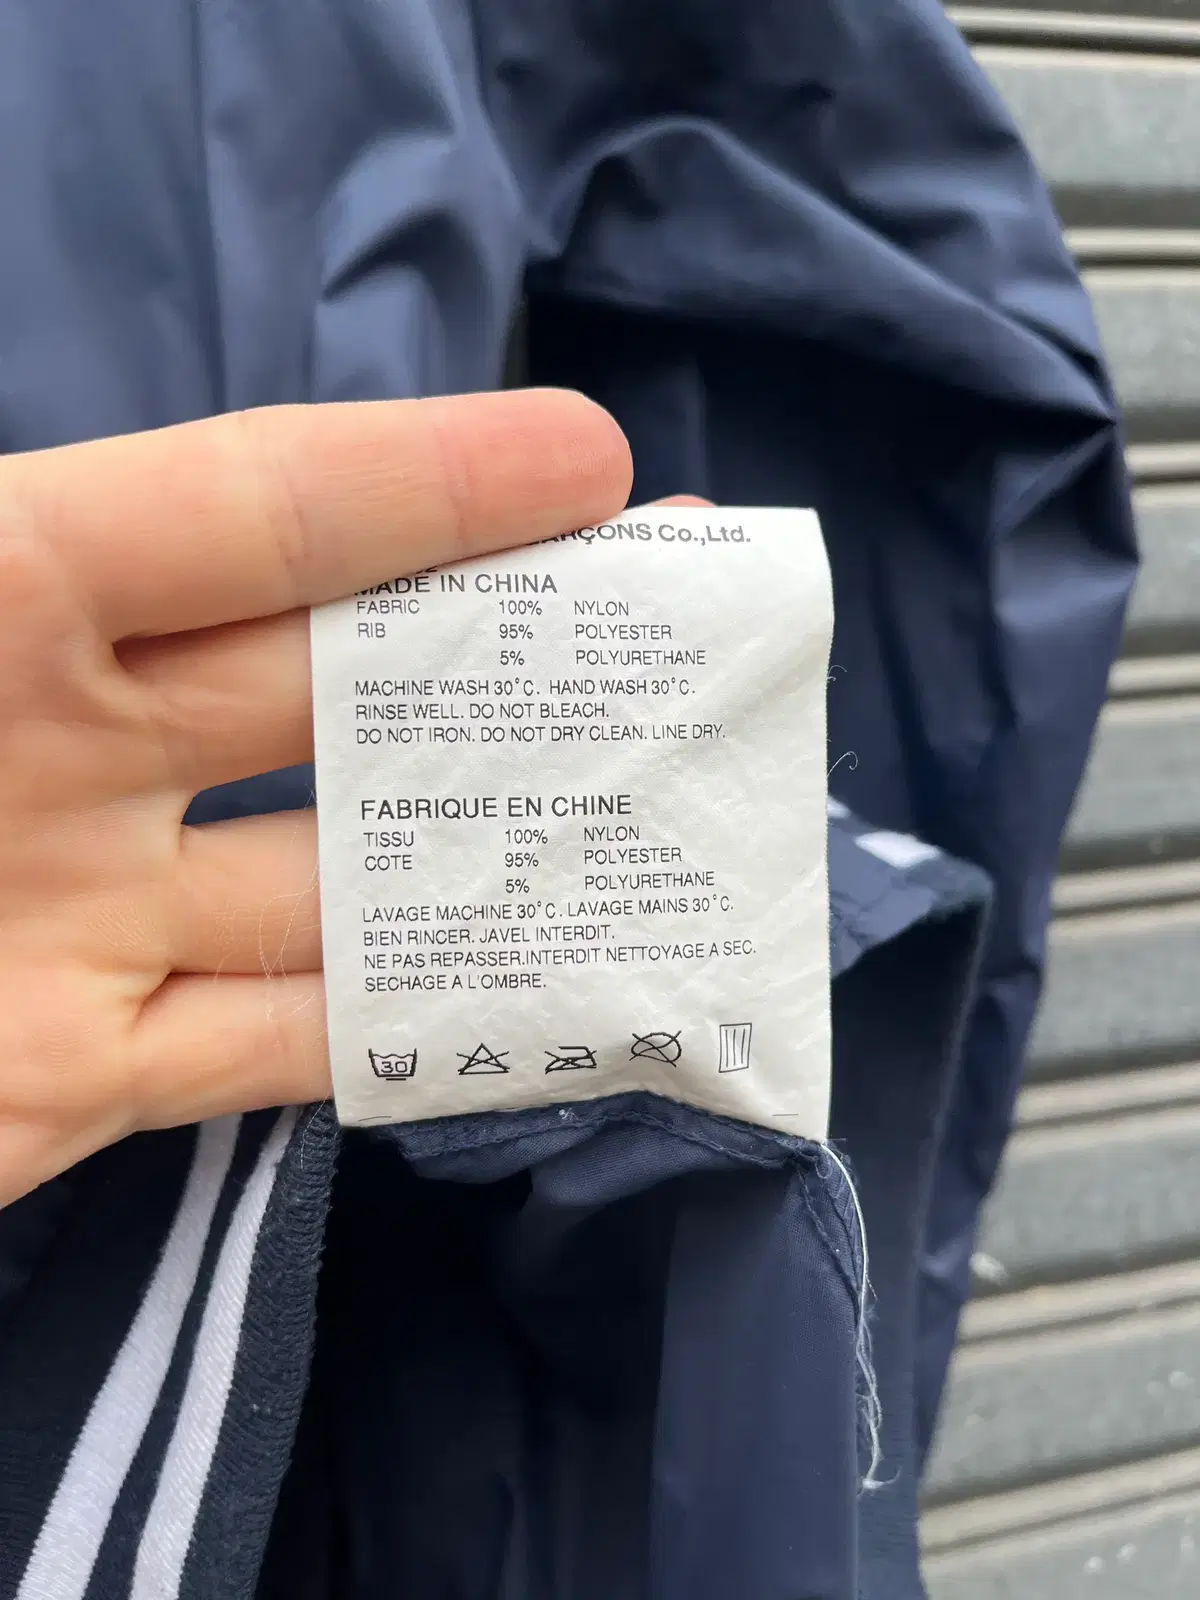 GARÇONS Co.,Ltd.
MADE IN CHINA
FABRIC 100% NYLON
RIB 95% POLYESTER
5% POLYURETHANE
MACHINE WASH 30°C. HAND WASH 30°C.
RINSE WELL. DO NOT BLEACH.
DO NOT IRON. DO NOT DRY CLEAN. LINE DRY.
FABRIQUE EN CHINE
TISSU 100% NYLON
COTE 95% POLYESTER
5% POLYURETHANE
LAVAGE MACHINE 30°C. LAVAGE MAINS 30°C.
BIEN RINCER. JAVEL INTERDIT.
NE PAS REPASSER.INTERDIT NETTOYAGE A SEC.
SECHAGE A L'OMBRE.
30